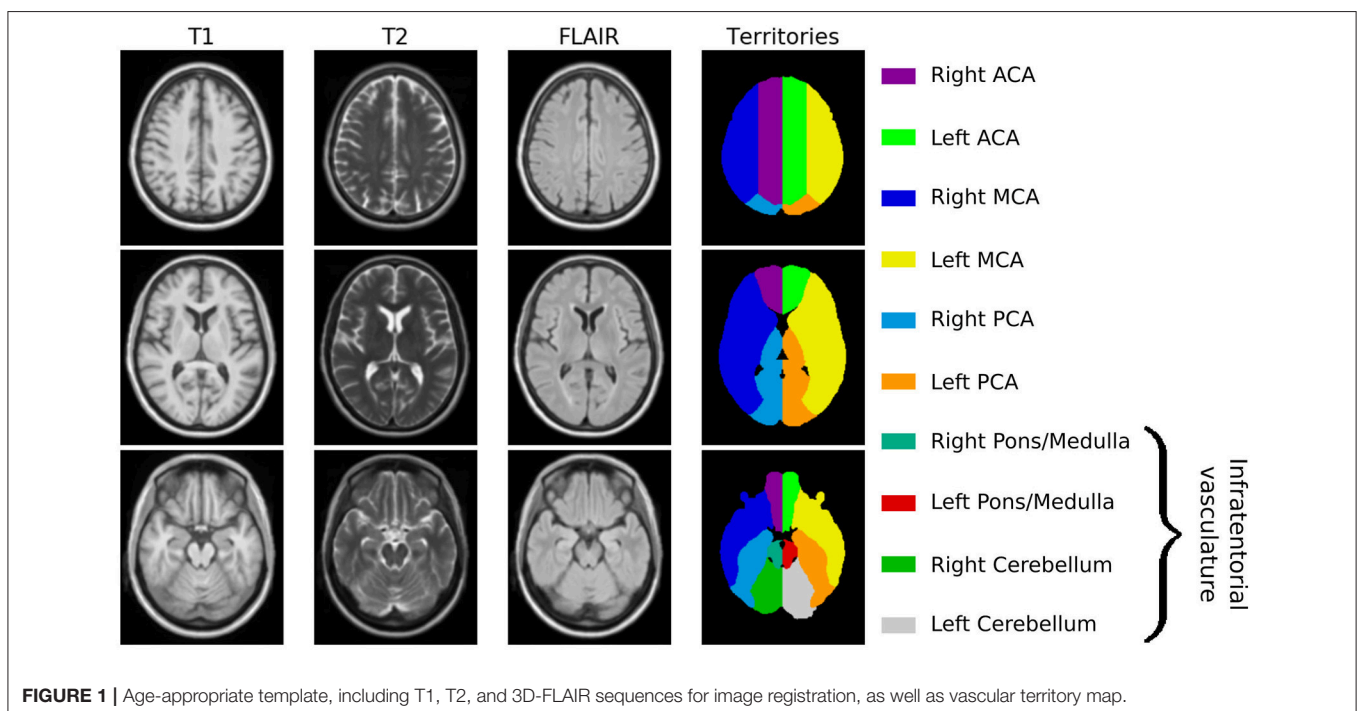 T1 T2 FLAIR Territories
Right ACA
Left ACA
Right MCA
Left MCA
Right PCA
Left PCA
Right Pons/Medulla
Left Pons/Medulla
Right Cerebellum
Left Cerebellum
Infratentorial
vasculature
FIGURE 1 | Age-appropriate template, including T1, T2, and 3D-FLAIR sequences for image registration, as well as vascular territory map.